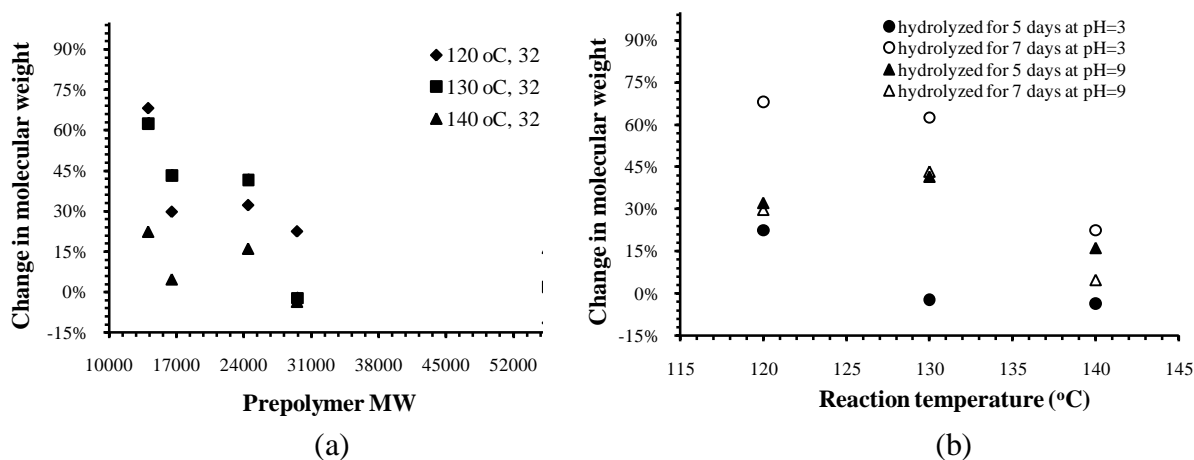 90%
75%
60%
45%
30%
15%
0%
-15%
Change in molecular weight
120 oC, 32
130 oC, 32
140 oC, 32
10000 17000 24000 31000 38000 45000 52000
Prepolymer MW
(a)
90%
75%
60%
45%
30%
15%
0%
-15%
Change in molecular weight
hydrolyzed for 5 days at pH=3
hydrolyzed for 7 days at pH=3
hydrolyzed for 5 days at pH=9
hydrolyzed for 7 days at pH=9
115 120 125 130 135 140 145
Reaction temperature (ᵒC)
(b)